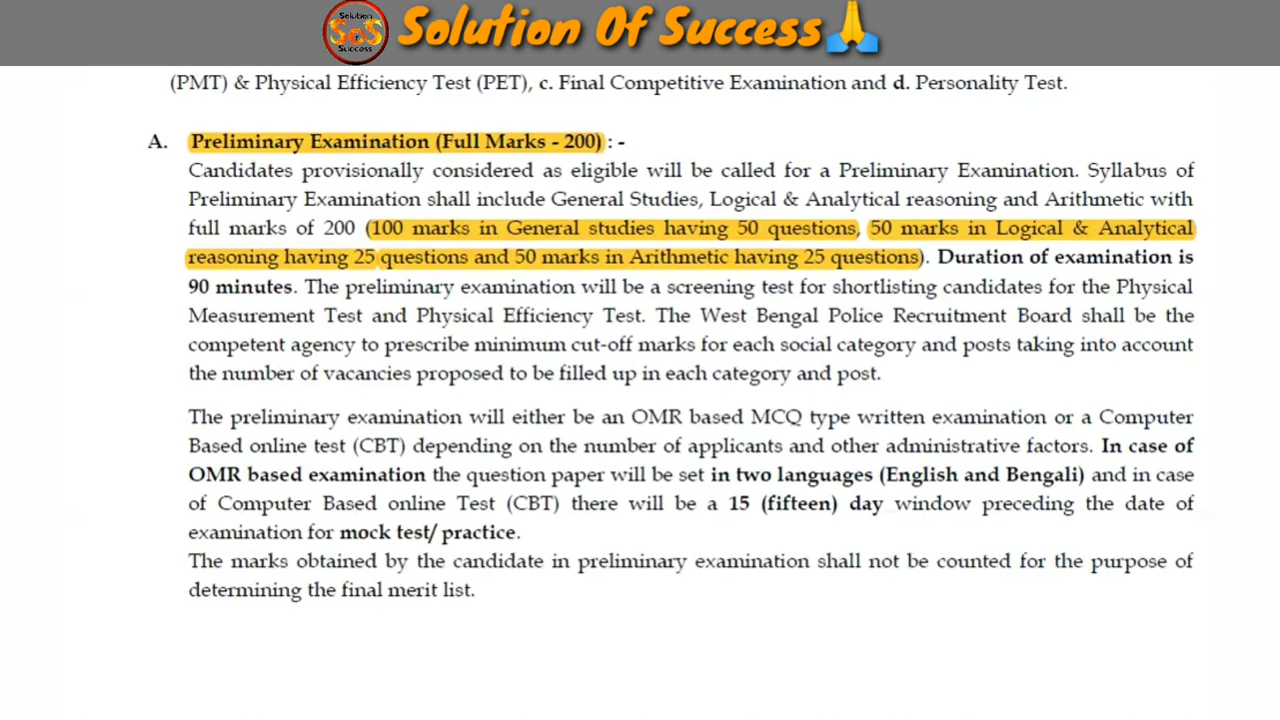 Solution
SoS
Success
Solution Of Success🙏
(PMT) & Physical Efficiency Test (PET), c. Final Competitive Examination and d. Personality Test.
A. Preliminary Examination (Full Marks - 200) : -
Candidates provisionally considered as eligible will be called for a Preliminary Examination. Syllabus of
Preliminary Examination shall include General Studies, Logical & Analytical reasoning and Arithmetic with
full marks of 200 (100 marks in General studies having 50 questions, 50 marks in Logical & Analytical
reasoning having 25 questions and 50 marks in Arithmetic having 25 questions). Duration of examination is
90 minutes. The preliminary examination will be a screening test for shortlisting candidates for the Physical
Measurement Test and Physical Efficiency Test. The West Bengal Police Recruitment Board shall be the
competent agency to prescribe minimum cut-off marks for each social category and posts taking into account
the number of vacancies proposed to be filled up in each category and post.
The preliminary examination will either be an OMR based MCQ type written examination or a Computer
Based online test (CBT) depending on the number of applicants and other administrative factors. In case of
OMR based examination the question paper will be set in two languages (English and Bengali) and in case
of Computer Based online Test (CBT) there will be a 15 (fifteen) day window preceding the date of
examination for mock test/ practice.
The marks obtained by the candidate in preliminary examination shall not be counted for the purpose of
determining the final merit list.